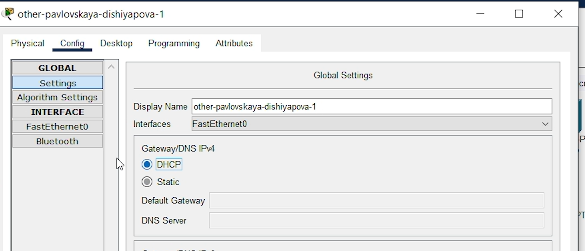 other-pavlovskaya-dishiyapova-1
Physical Config Desktop Programming Attributes
GLOBAL
Settings
Algorithm Settings
INTERFACE
FastEthernet0
Bluetooth
Global Settings
Display Name other-pavlovskaya-dishiyapova-1
Interfaces FastEthernet0
Gateway/DNS IPv4
DHCP
Static
Default Gateway
DNS Server